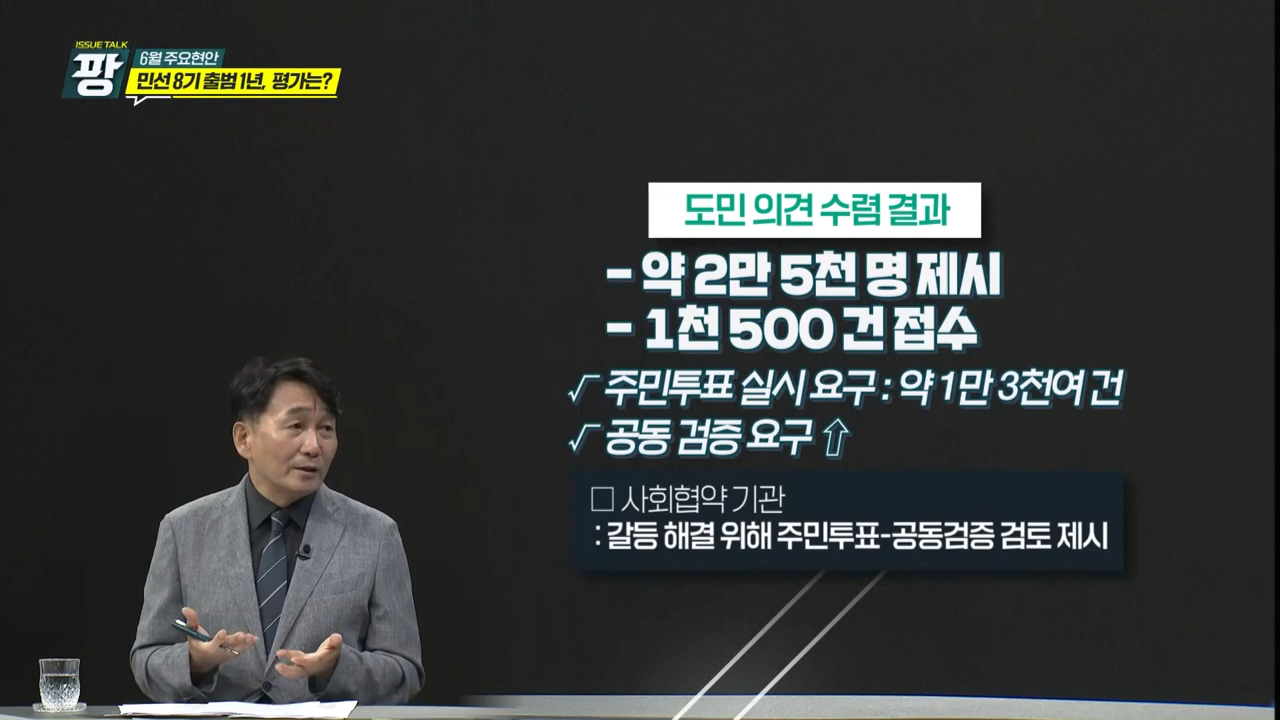 ISSUE TALK
팡
6월 주요현안
민선 8기 출범 1년, 평가는?
도민 의견 수렴 결과
- 약 2만 5천 명 제시
- 1천 500 건 접수
√ 주민투표 실시 요구 : 약 1만 3천여 건
√ 공동 검증 요구 ⇧
□ 사회협약 기관
: 갈등 해결 위해 주민투표-공동검증 검토 제시